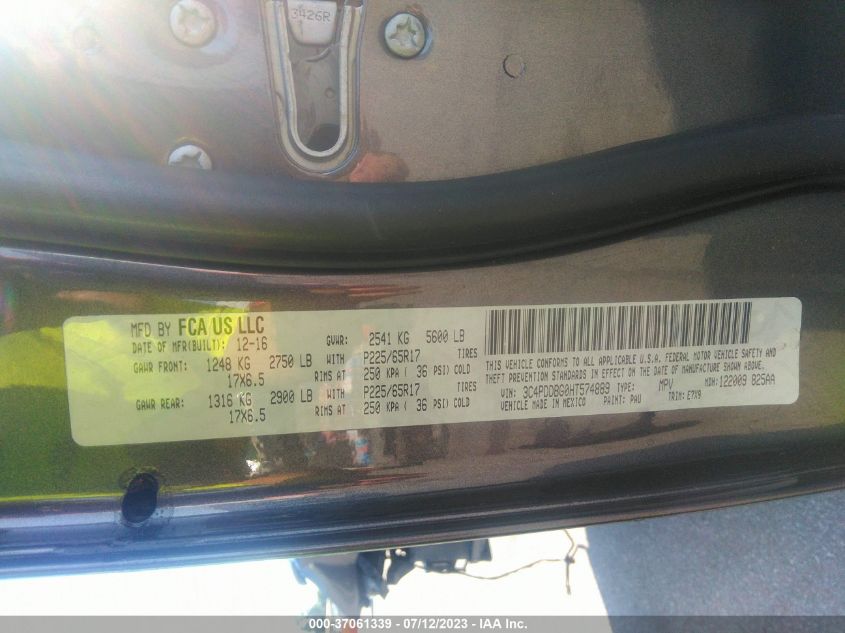 3426R
MFD BY FCA US LLC
DATE OF MFR(BUILT): 12-16
GVWR: 2541 KG 5600 LB
GAWR FRONT: 1248 KG 2750 LB WITH P225/65R17 TIRES
17X6.5 RIMS AT 250 KPA ( 36 PSI) COLD
GAWR REAR: 1316 KG 2900 LB WITH P225/65R17 TIRES
17X6.5 RIMS AT 250 KPA ( 36 PSI) COLD
THIS VEHICLE CONFORMS TO ALL APPLICABLE U.S.A. FEDERAL MOTOR VEHICLE SAFETY, BUMPER, AND
THEFT PREVENTION STANDARDS IN EFFECT ON THE DATE OF MANUFACTURE SHOWN ABOVE.
VIN: 3C4PDDBG0HT574889 TYPE: MPV MDH: 122009 825AA
VEHICLE MADE IN MEXICO PAINT: PAU TRIM: E7X9
000-37061339 - 07/12/2023 - IAA Inc.